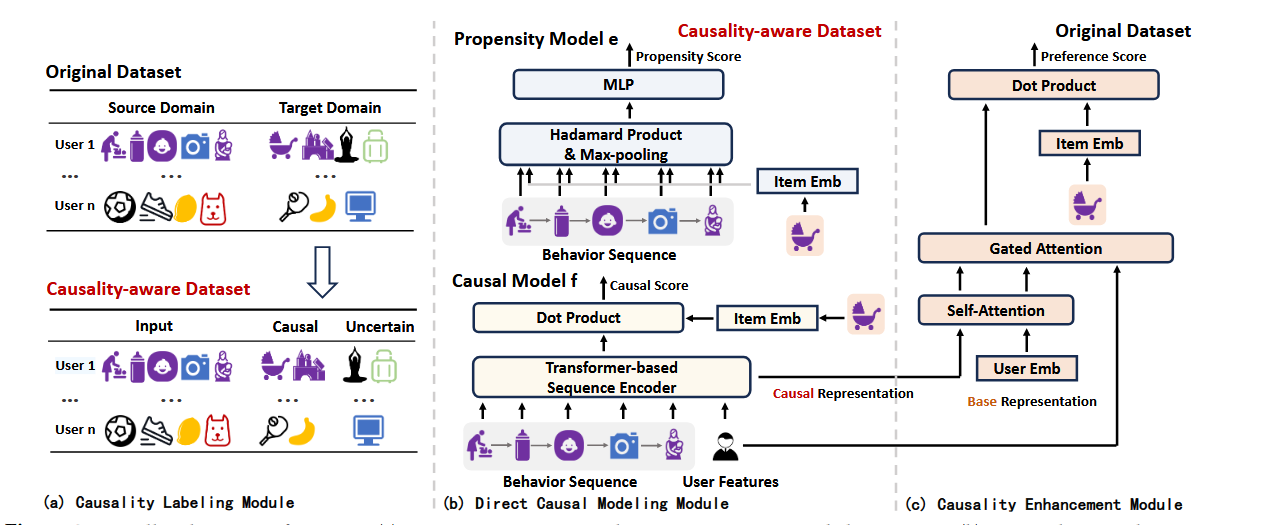 Original Dataset
Source Domain Target Domain
User 1
... ... ...
User n
Causality-aware Dataset
Input Causal Uncertain
User 1
... ... ...
User n
(a) Causality Labeling Module
Causality-aware Dataset
Propensity Model e
Propensity Score
MLP
Hadamard Product
& Max-pooling
Item Emb
Behavior Sequence
Causal Model f
Causal Score
Dot Product
Item Emb
Transformer-based
Sequence Encoder
Causal Representation
Behavior Sequence
User Features
(b) Direct Causal Modeling Module
Original Dataset
Preference Score
Dot Product
Item Emb
Gated Attention
Self-Attention
User Emb
Base Representation
(c) Causality Enhancement Module